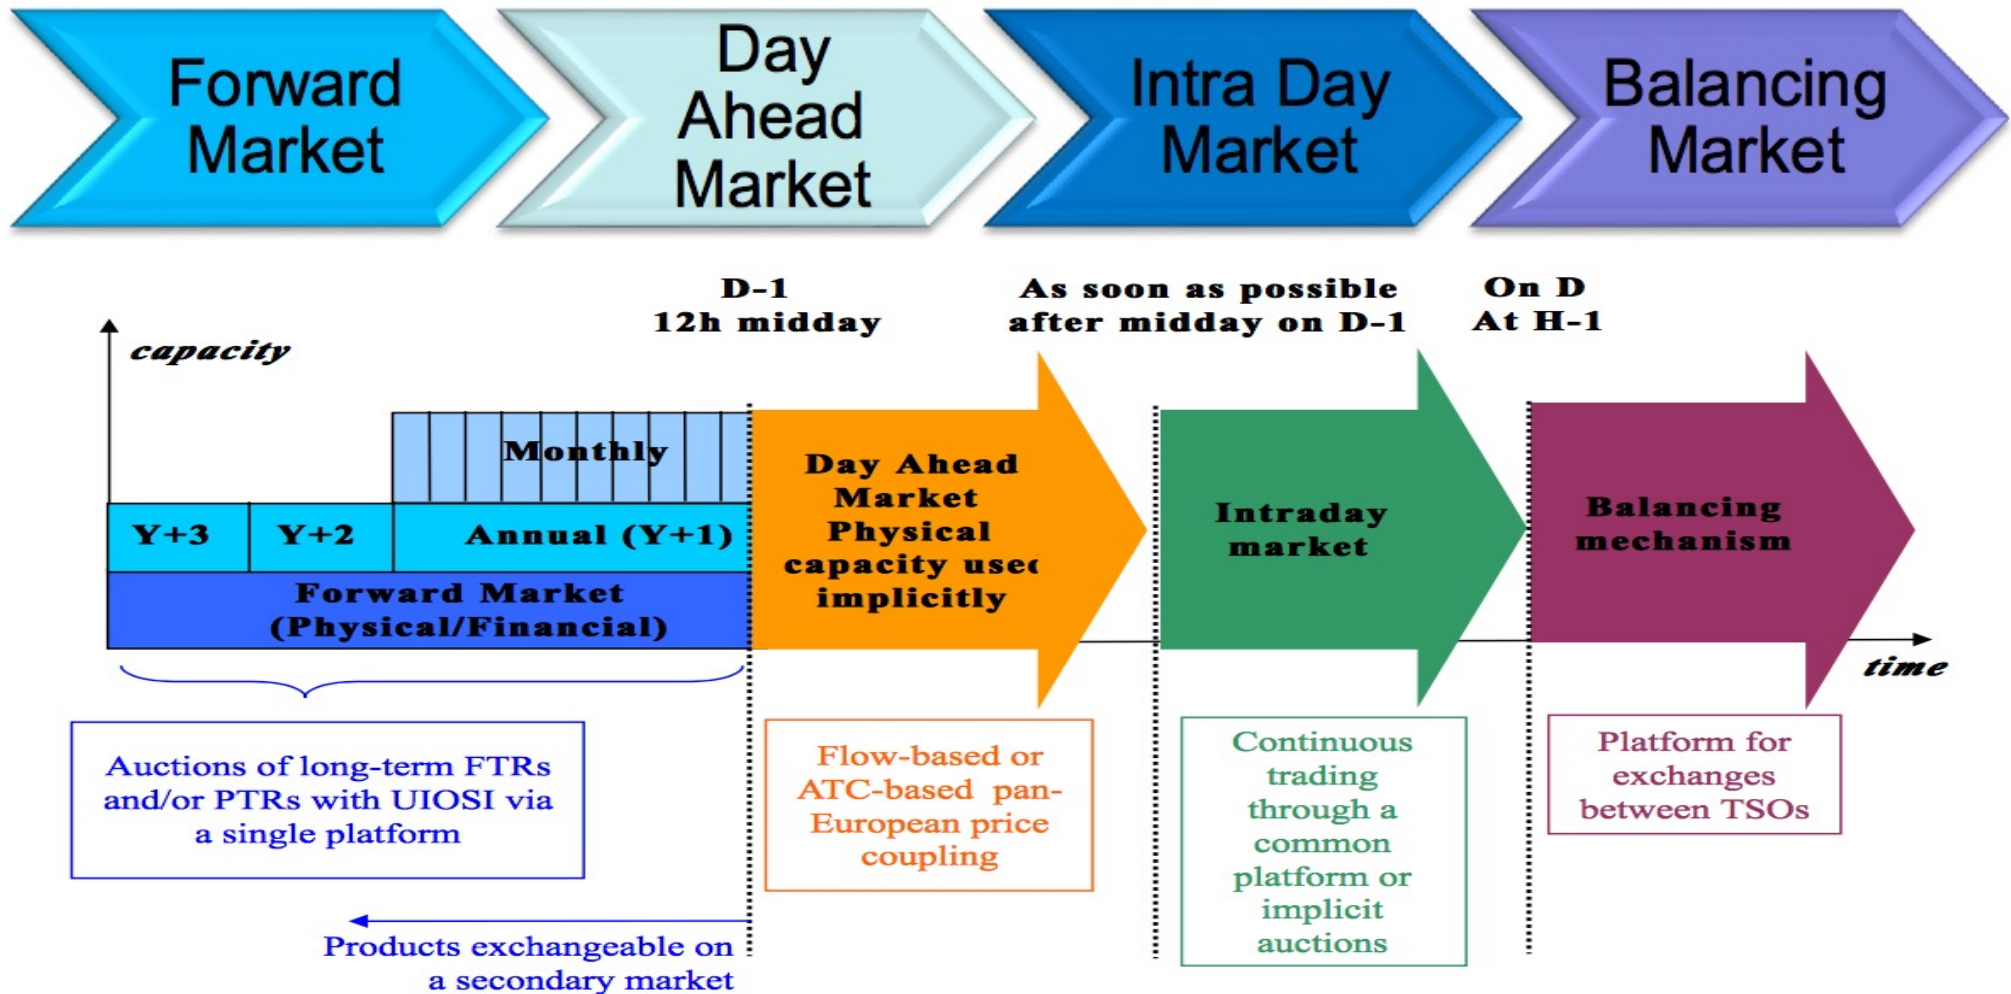 Forward
Market
Day
Ahead
Market
Intra Day
Market
Balancing
Market
D-1
12h midday
As soon as possible
after midday on D-1
On D
At H-1
capacity
Monthly
Y+3
Y+2
Annual (Y+1)
Forward Market
(Physical/Financial)
Day Ahead
Market
Physical
capacity used
implicitly
Intraday
market
Balancing
mechanism
time
Auctions of long-term FTRs
and/or PTRs with UIOSI via
a single platform
Flow-based or
ATC-based pan-
European price
coupling
Continuous
trading
through a
common
platform or
implicit
auctions
Platform for
exchanges
between TSOs
Products exchangeable on
a secondary market